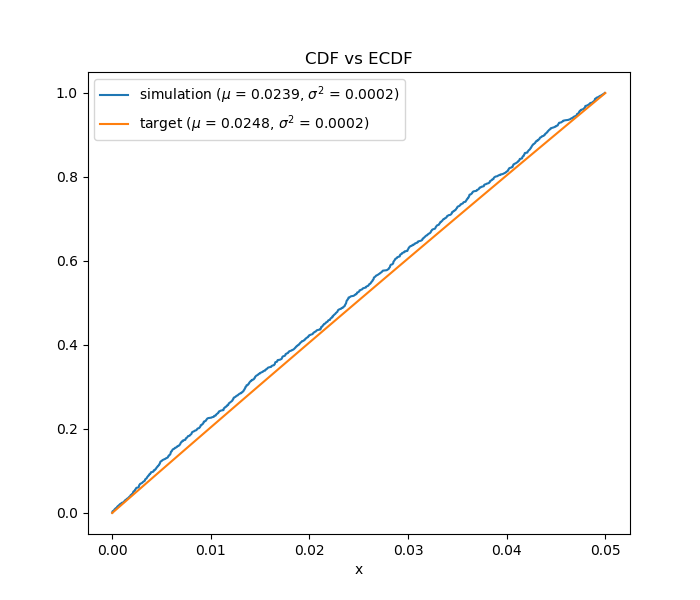 CDF vs ECDF
simulation (μ = 0.0239, σ² = 0.0002)
target (μ = 0.0248, σ² = 0.0002)
1.0
0.8
0.6
0.4
0.2
0.0
0.00 0.01 0.02 0.03 0.04 0.05
x